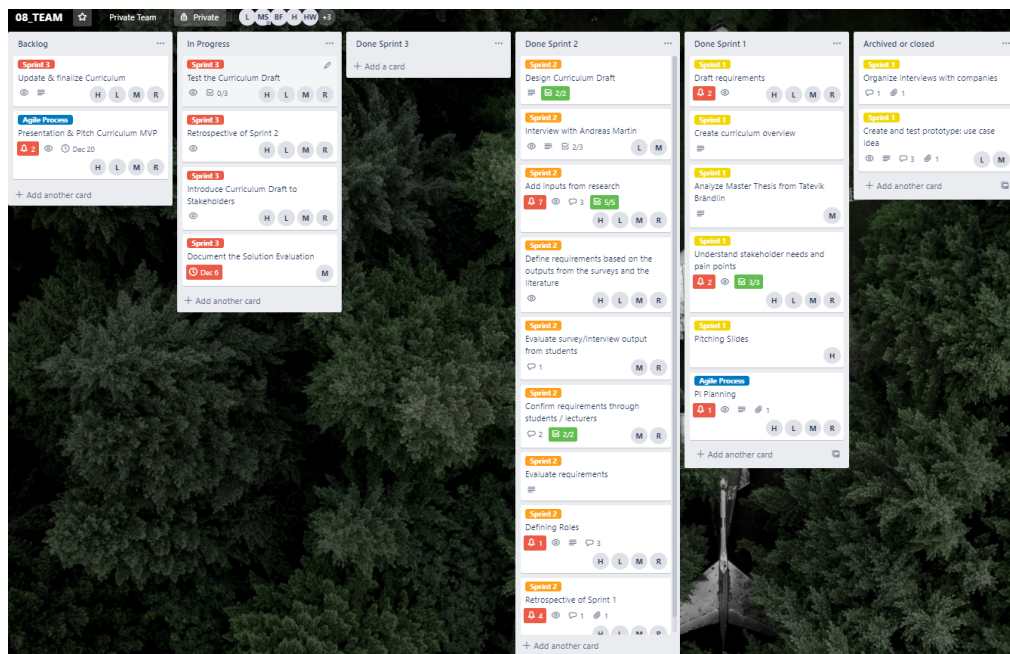 08_TEAM Private Team Private L MS BF H HW +3
Backlog
Sprint 3
Update & finalize Curriculum
H L M R
Agile Process
Presentation & Pitch Curriculum MVP
2 Dec 20
H L M R
+ Add another card
In Progress
Sprint 3
Test the Curriculum Draft
0/3 H L M R
Sprint 3
Retrospective of Sprint 2
H L M R
Sprint 3
Introduce Curriculum Draft to
Stakeholders
H L M R
Sprint 3
Document the Solution Evaluation
Dec 6 M
+ Add another card
Done Sprint 3
+ Add a card
Done Sprint 2
Sprint 2
Design Curriculum Draft
2/2
Sprint 2
Interview with Andreas Martin
2/3 L M
Sprint 2
Add inputs from research
7 3 5/5
H L M R
Sprint 2
Define requirements based on the
outputs from the surveys and the
literature
H L M R
Sprint 2
Evaluate survey/interview output
from students
1 M R
Sprint 2
Confirm requirements through
students / lecturers
2 2/2 M R
Sprint 2
Evaluate requirements
Sprint 2
Defining Roles
1 3
H L M R
Sprint 2
Retrospective of Sprint 1
4 1 1
H L M R
+ Add another card
Done Sprint 1
Sprint 1
Draft requirements
2 H L M R
Sprint 1
Create curriculum overview
Sprint 1
Analyze Master Thesis from Tatevik
Brändlin
M
Sprint 1
Understand stakeholder needs and
pain points
2 3/3
H L M R
Sprint 1
Pitching Slides
H
Agile Process
PI Planning
1 1
H L M R
+ Add another card
Archived or closed
Sprint 1
Organize interviews with companies
1 1
Sprint 1
Create and test prototype: use case
idea
3 1 L M
+ Add another card